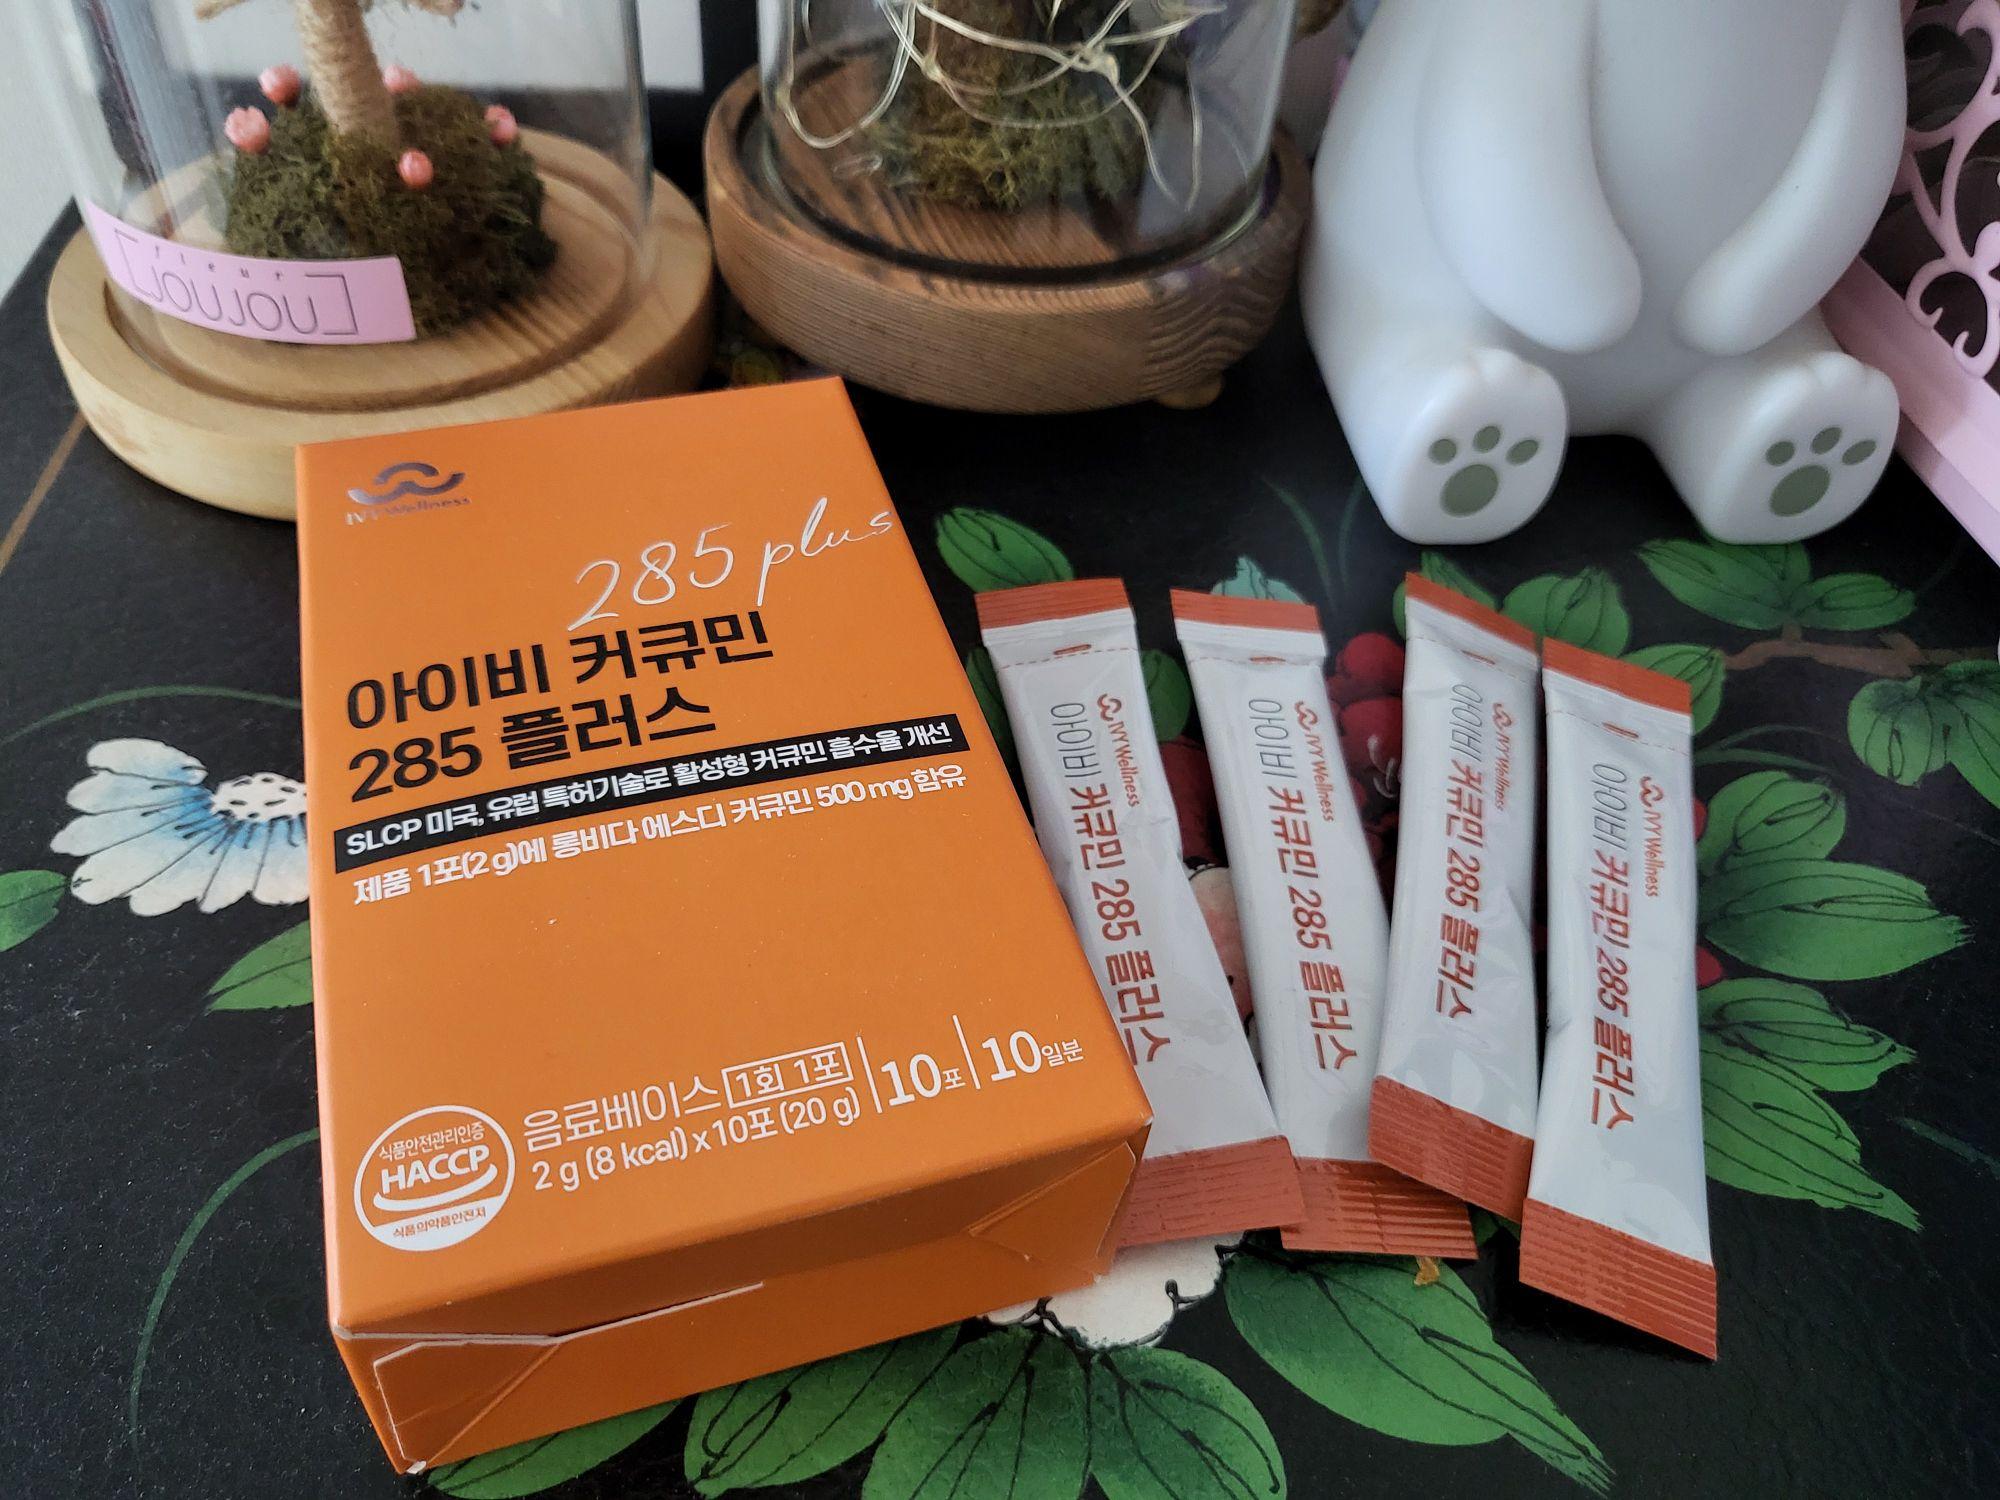 fleur
IVY Wellness
285 plus
아이비 커큐민
285 플러스
SLCP 미국, 유럽 특허기술로 활성형 커큐민 흡수율 개선
제품 1포(2 g)에 롱비다 에스디 커큐민 500 mg 함유
음료베이스 1회 1포
2 g (8 kcal) x 10포 (20 g)
10포
10일분
식품안전관리인증
HACCP
식품의약품안전처
IVY Wellness
아이비 커큐민 285 플러스
IVY Wellness
아이비 커큐민 285 플러스
IVY Wellness
아이비 커큐민 285 플러스
IVY Wellness
아이비 커큐민 285 플러스